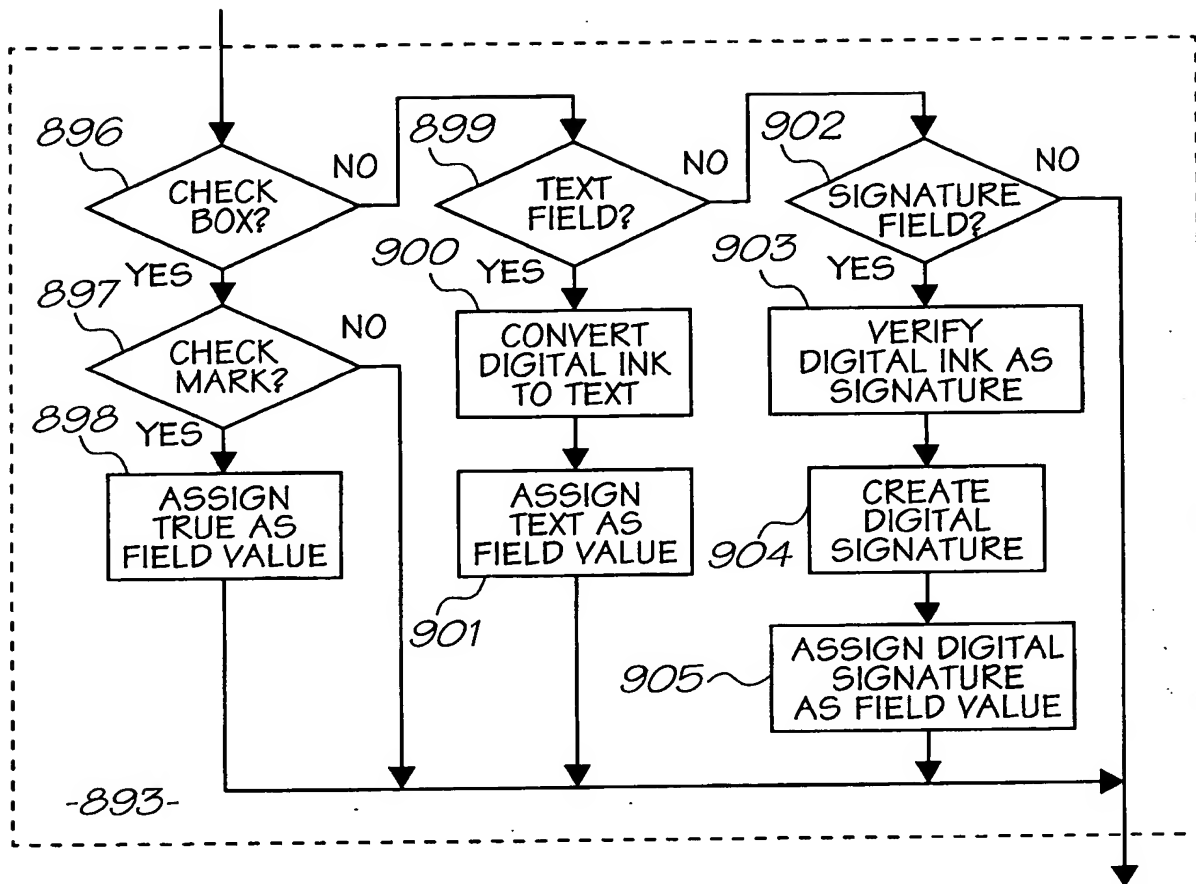 896
CHECK
BOX?
NO
YES
897
CHECK
MARK?
NO
YES
898
ASSIGN
TRUE AS
FIELD VALUE
899
TEXT
FIELD?
NO
YES
900
CONVERT
DIGITAL INK
TO TEXT
ASSIGN
TEXT AS
FIELD VALUE
901
902
SIGNATURE
FIELD?
NO
YES
903
VERIFY
DIGITAL INK AS
SIGNATURE
CREATE
DIGITAL
SIGNATURE
904
ASSIGN DIGITAL
SIGNATURE
AS FIELD VALUE
905
-893-